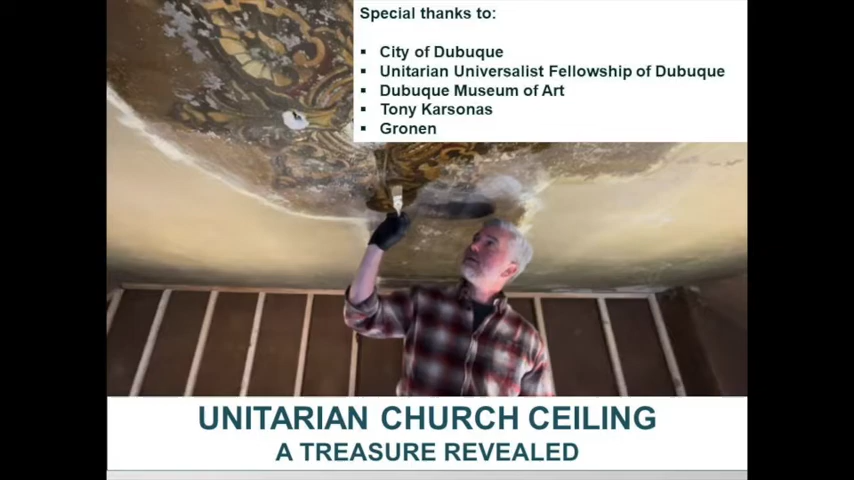 Special thanks to:
▪ City of Dubuque
▪ Unitarian Universalist Fellowship of Dubuque
▪ Dubuque Museum of Art
▪ Tony Karsonas
▪ Gronen
UNITARIAN CHURCH CEILING
A TREASURE REVEALED